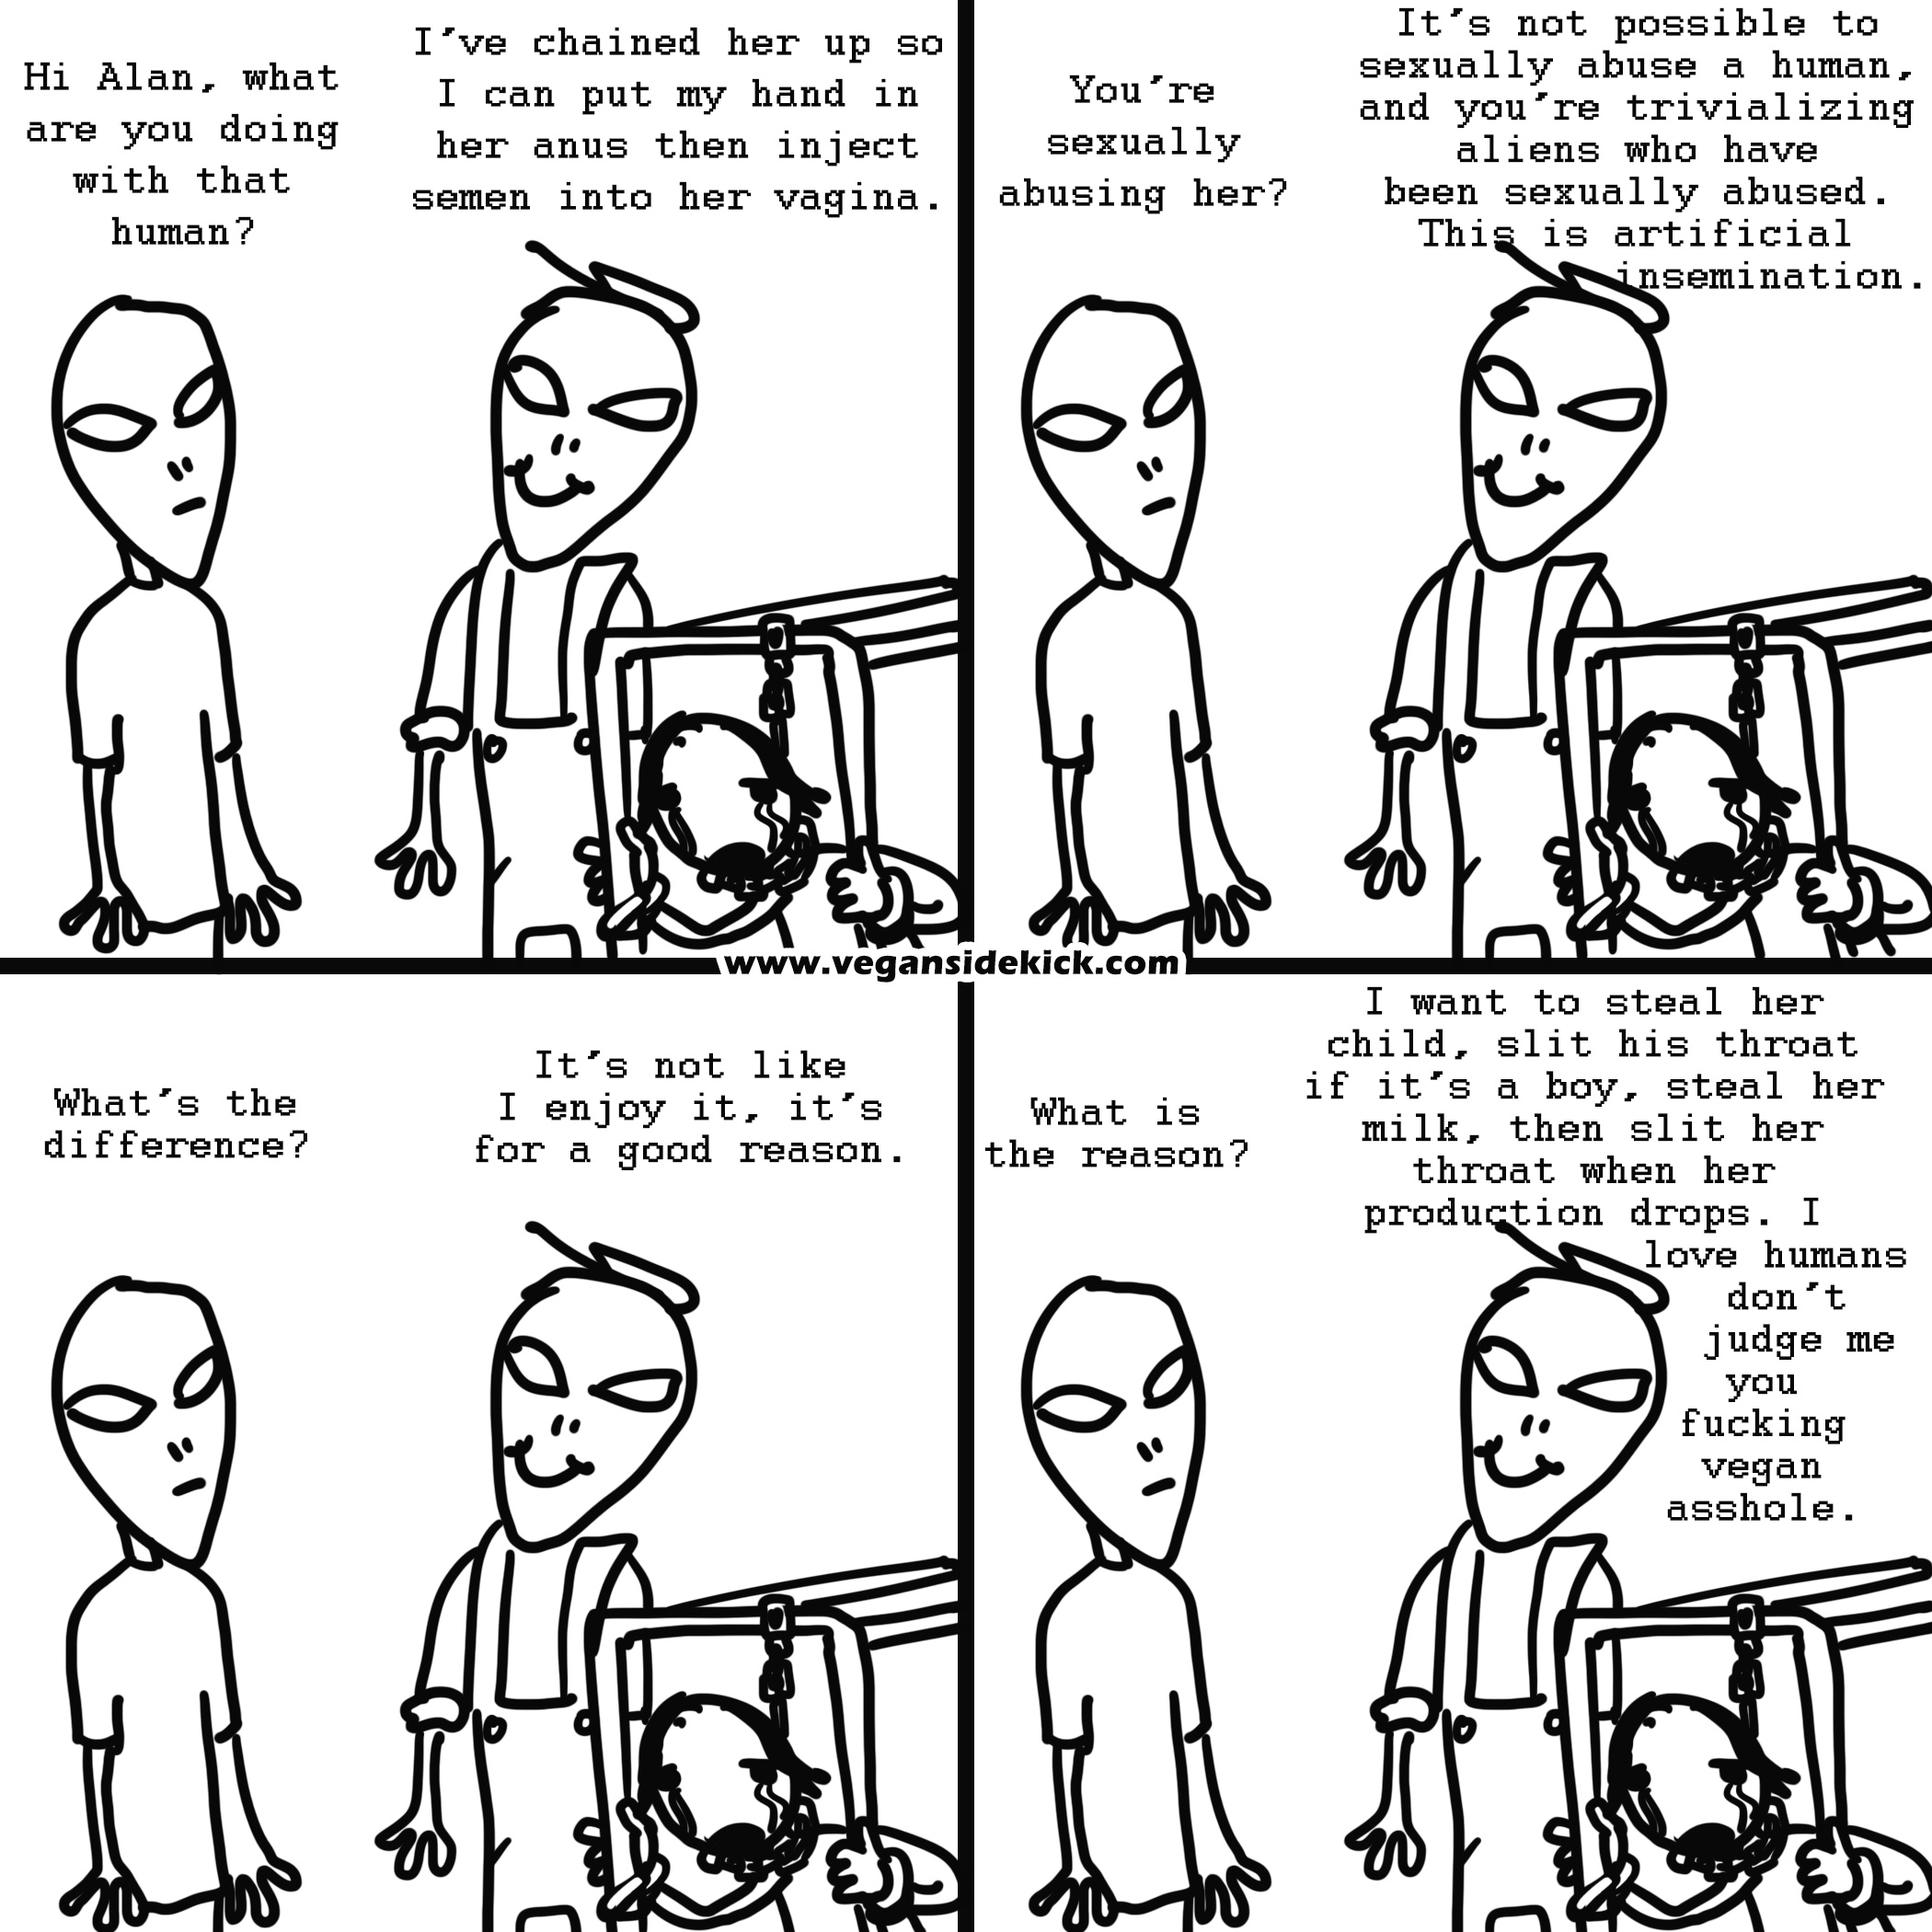 Hi Alan, what
are you doing
with that
human?
I've chained her up so
I can put my hand in
her anus then inject
semen into her vagina.
You're
sexually
abusing her?
It's not possible to
sexually abuse a human,
and you're trivializing
aliens who have
been sexually abused.
This is artificial
insemination.
www.vegansidekick.com
What's the
difference?
It's not like
I enjoy it, it's
for a good reason.
What is
the reason?
I want to steal her
child, slit his throat
if it's a boy, steal her
milk, then slit her
throat when her
production drops. I
love humans
don't
judge me
you
fucking
vegan
asshole.